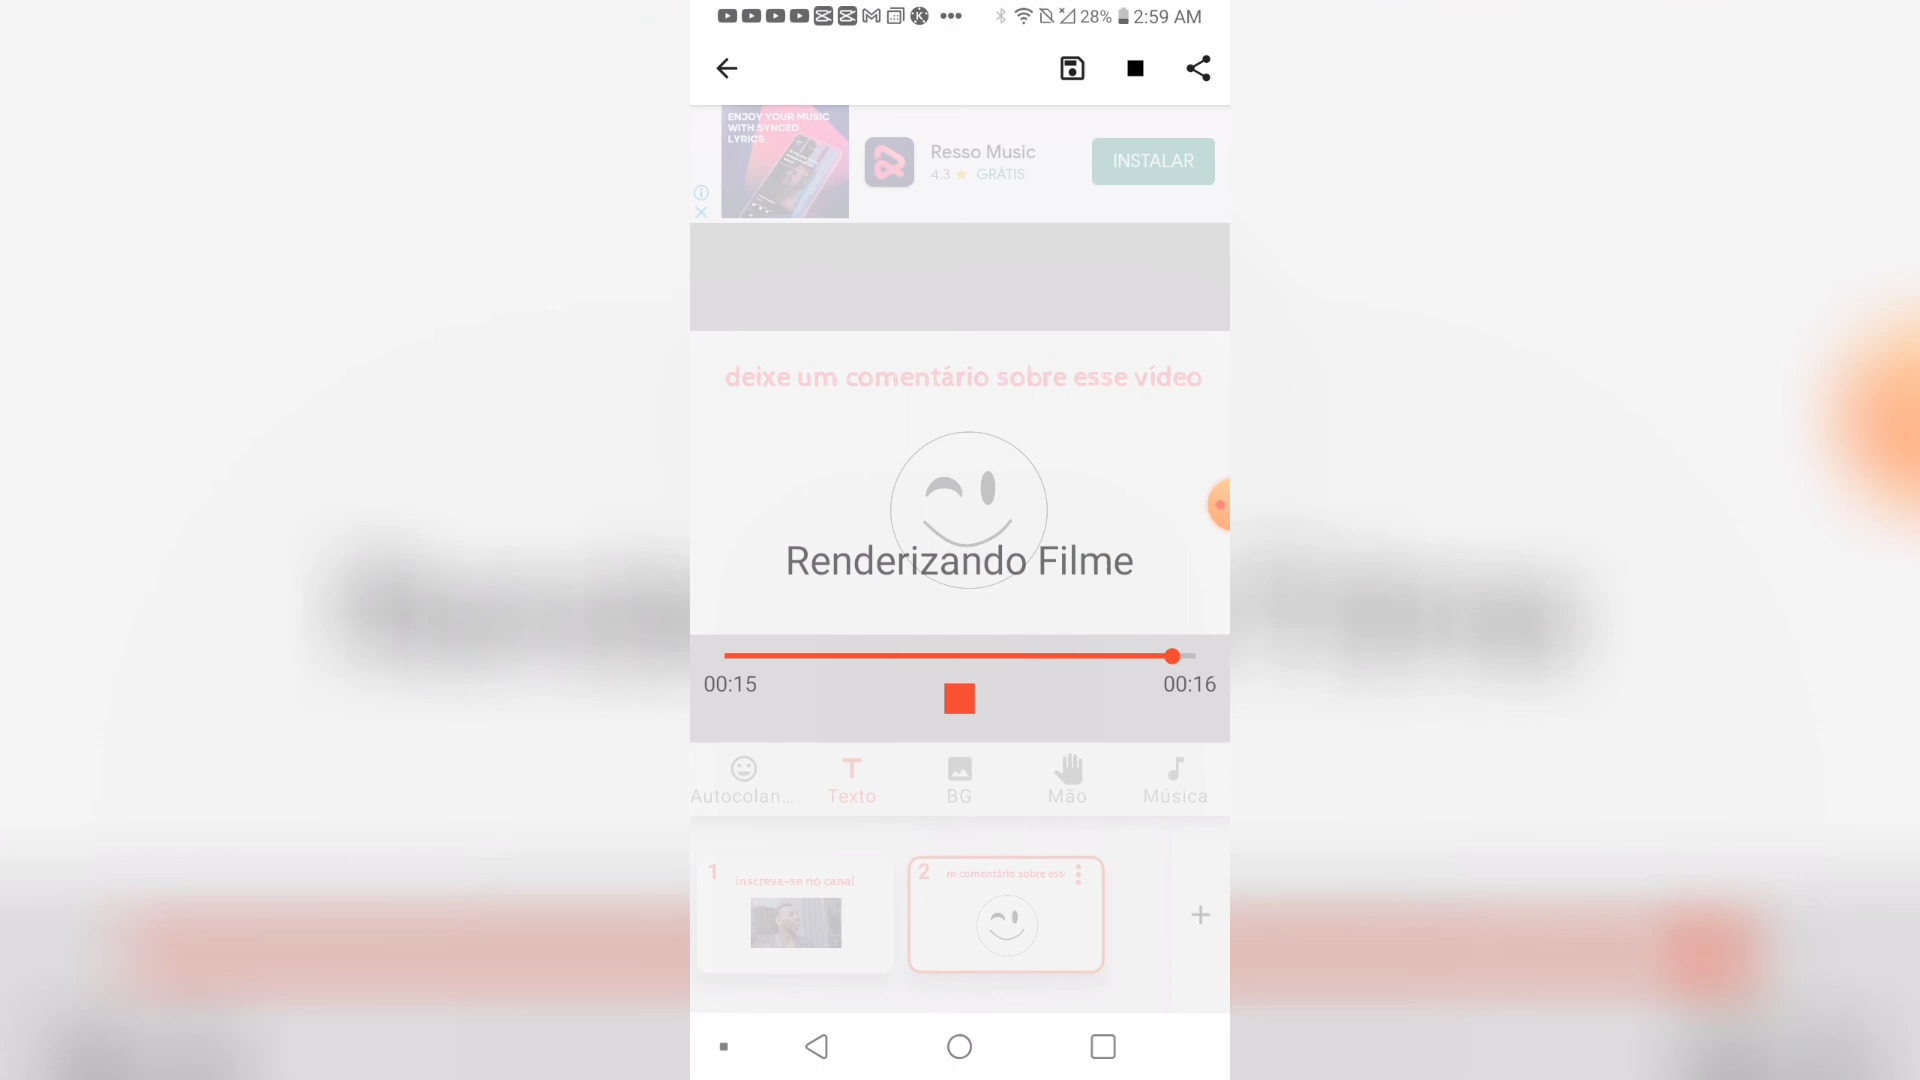 28% 2:59 AM
ENJOY YOUR MUSIC
WITH SYNCED
LYRICS
Resso Music
4.3 GRÁTIS
INSTALAR
deixe um comentário sobre esse vídeo
Renderizando Filme
00:15
00:16
Autocolan...
Texto
BG
Mão
Música
1
inscreva-se no canal
2
m comentário sobre ess